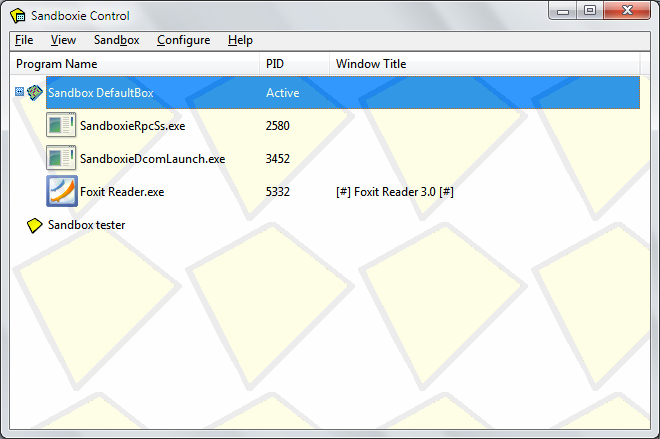 Sandboxie Control
File View Sandbox Configure Help
Program Name PID Window Title
Sandbox DefaultBox Active
SandboxieRpcSs.exe 2580
SandboxieDcomLaunch.exe 3452
Foxit Reader.exe 5332 [#] Foxit Reader 3.0 [#]
Sandbox tester